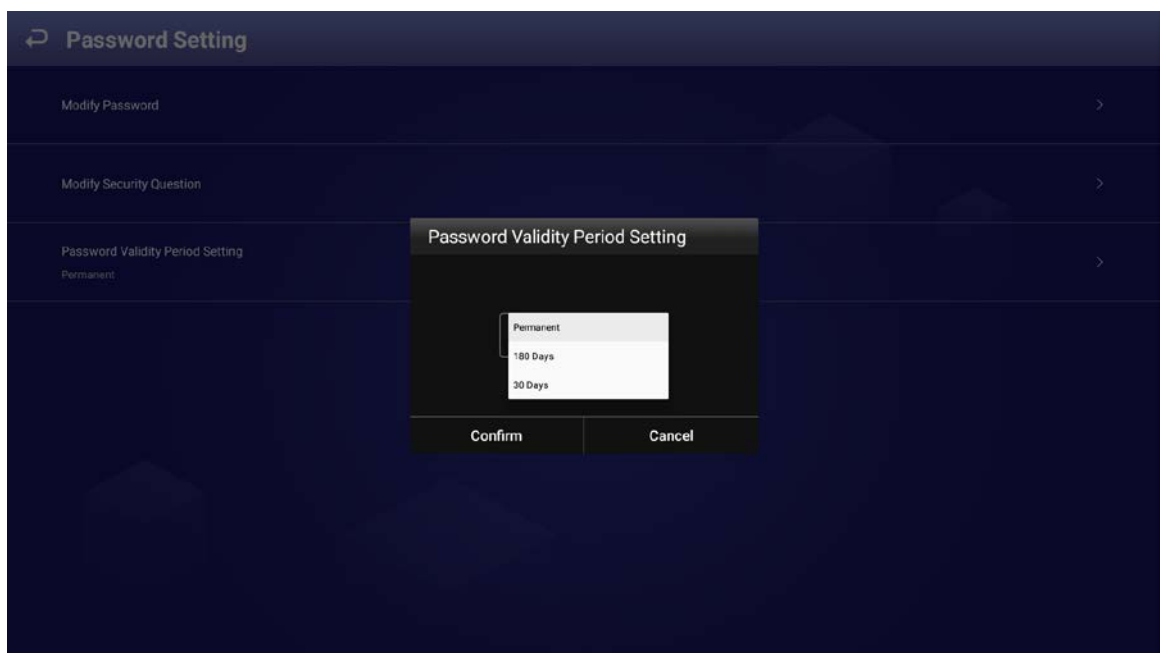 Password Setting
Modify Password
Modify Security Question
Password Validity Period Setting
Permanent
Password Validity Period Setting
Permanent
180 Days
30 Days
Confirm Cancel